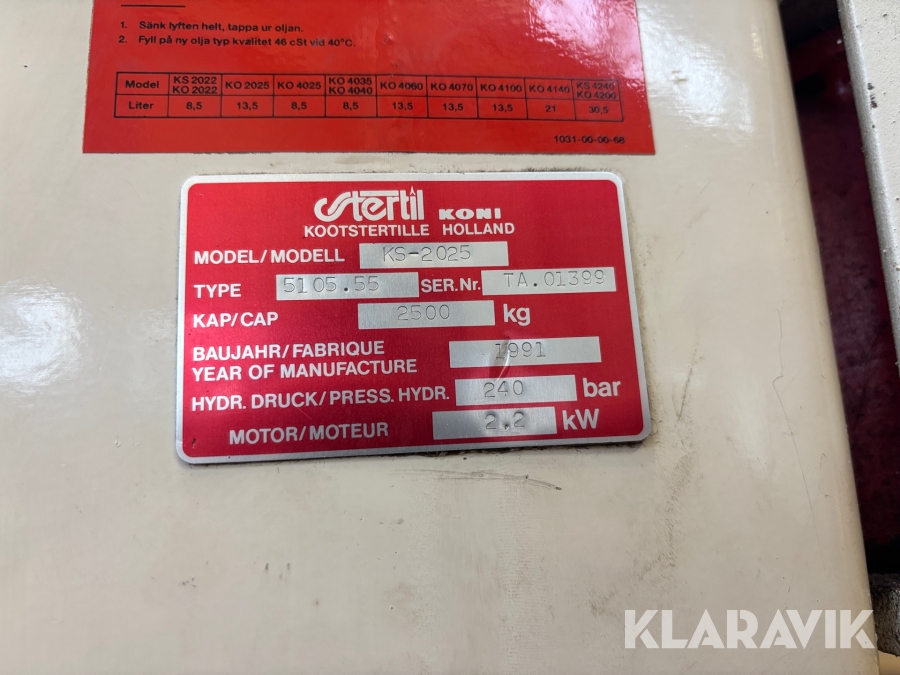 1. Sänk lyften helt, tappa ur oljan.
2. Fyll på ny olja typ kvalitet 46 cSt vid 40°C.
Model KS 2022 KO 2022 KO 2025 KO 4025 KO 4035 KO 4040 KO 4060 KO 4070 KO 4100 KO 4140 KS 4240 KO 4200
Liter 8,5 13,5 8,5 8,5 13,5 13,5 13,5 21 30,5
1031-00-00-68
Stertil KONI
KOOTSTERTILLE HOLLAND
MODEL/MODELL KS-2025
TYPE 5105.55 SER.Nr. TA.01399
KAP/CAP 2500 kg
BAUJAHR/FABRIQUE
YEAR OF MANUFACTURE 1991
HYDR. DRUCK/PRESS. HYDR. 240 bar
MOTOR/MOTEUR 2.2 kW
KLARAVIK